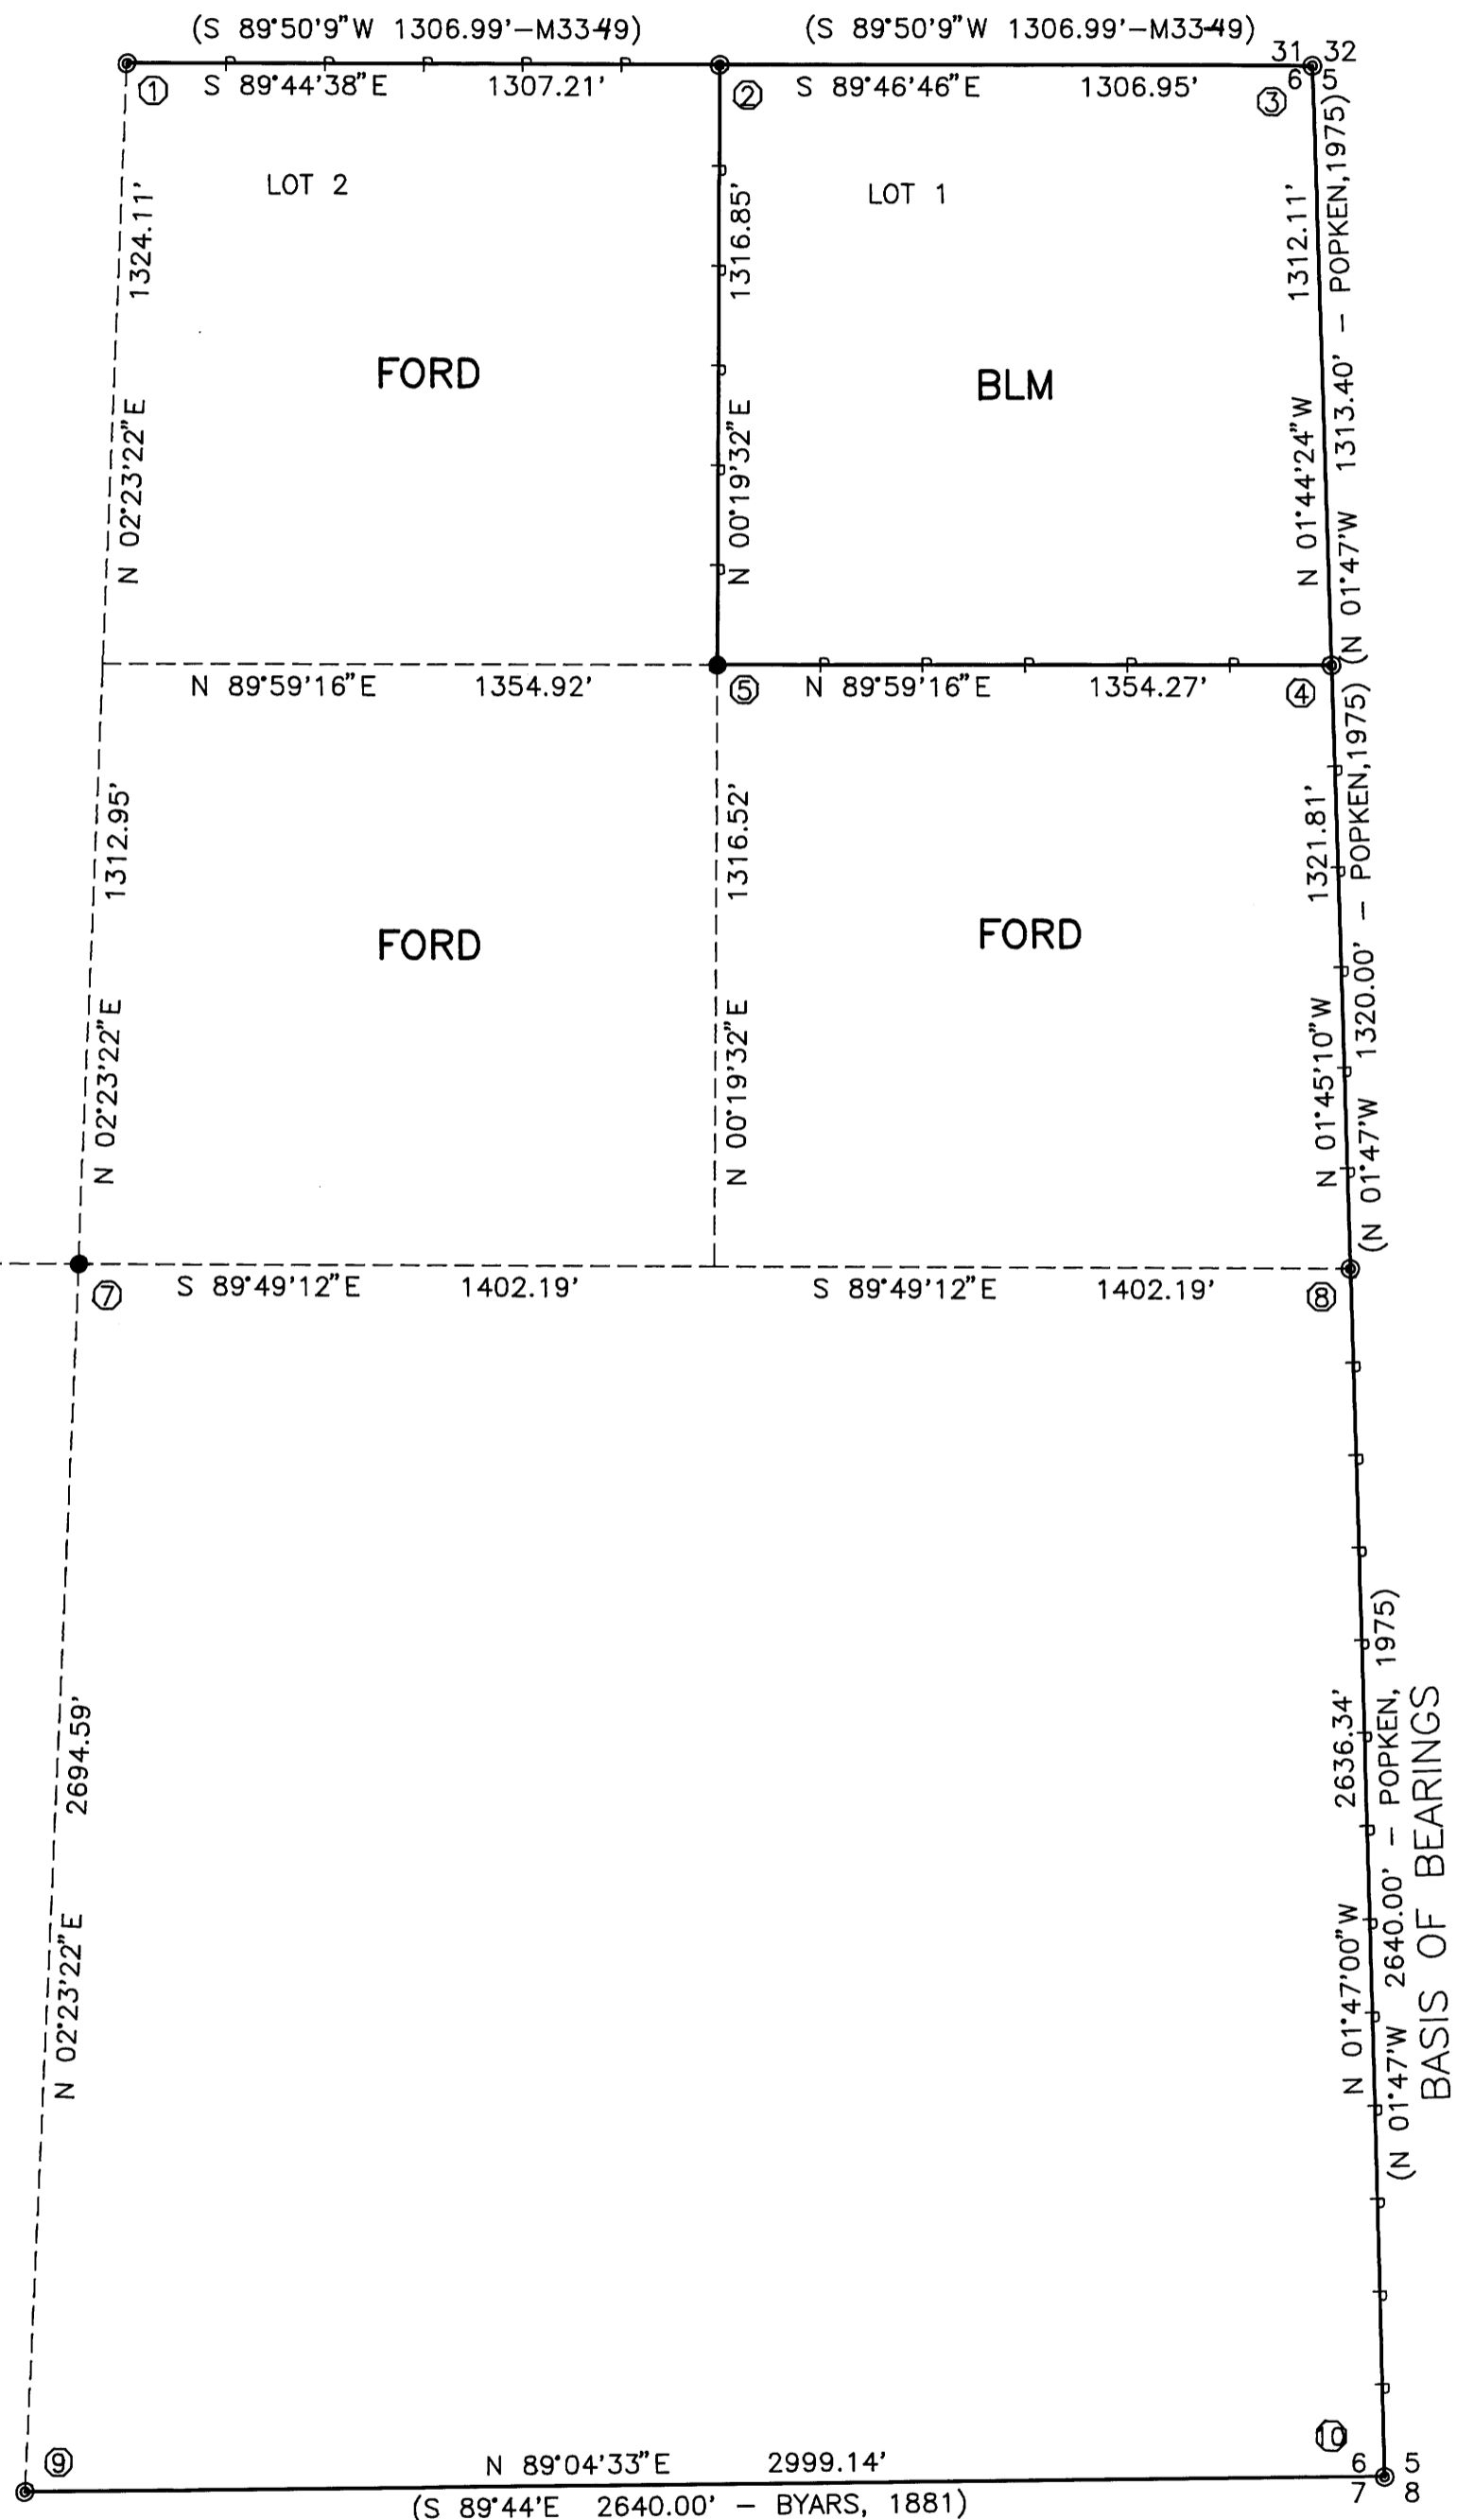 (S 89°50'9"W 1306.99'-M33-49)
(S 89°50'9"W 1306.99'-M33-49)
31 32
6 5
1
S 89°44'38"E 1307.21'
2
S 89°46'46"E 1306.95'
3
LOT 2
LOT 1
1324.11'
N 02°23'22"E
1316.85'
N 00°19'32"E
1312.11'
N 01°44'24"W
(N 01°47'W 1313.40' - POPKEN,1975)
FORD
BLM
N 89°59'16"E 1354.92'
5
N 89°59'16"E 1354.27'
4
1312.95'
N 02°23'22"E
1316.52'
N 00°19'32"E
1321.81'
N 01°45'10"W
(N 01°47'W 1320.00' - POPKEN,1975)
FORD
FORD
7
S 89°49'12"E 1402.19'
S 89°49'12"E 1402.19'
8
N 02°23'22"E 2694.59'
N 01°47'00"W 2636.34'
(N 01°47'W 2640.00' - POPKEN, 1975)
BASIS OF BEARINGS
9
N 89°04'33"E 2999.14'
10
6 5
7 8
(S 89°44'E 2640.00' - BYARS, 1881)